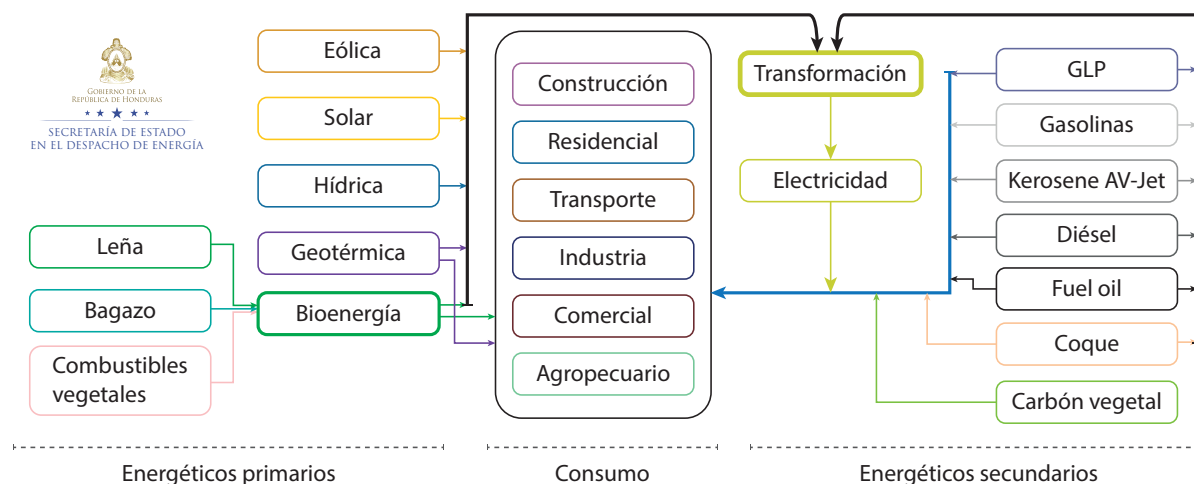 Gobierno de la
República de Honduras
SECRETARÍA DE ESTADO
EN EL DESPACHO DE ENERGÍA
Eólica
Solar
Hídrica
Geotérmica
Leña
Bagazo
Combustibles
vegetales
Bioenergía
Construcción
Residencial
Transporte
Industria
Comercial
Agropecuario
Transformación
Electricidad
GLP
Gasolinas
Kerosene AV-Jet
Diésel
Fuel oil
Coque
Carbón vegetal
Energéticos primarios
Consumo
Energéticos secundarios